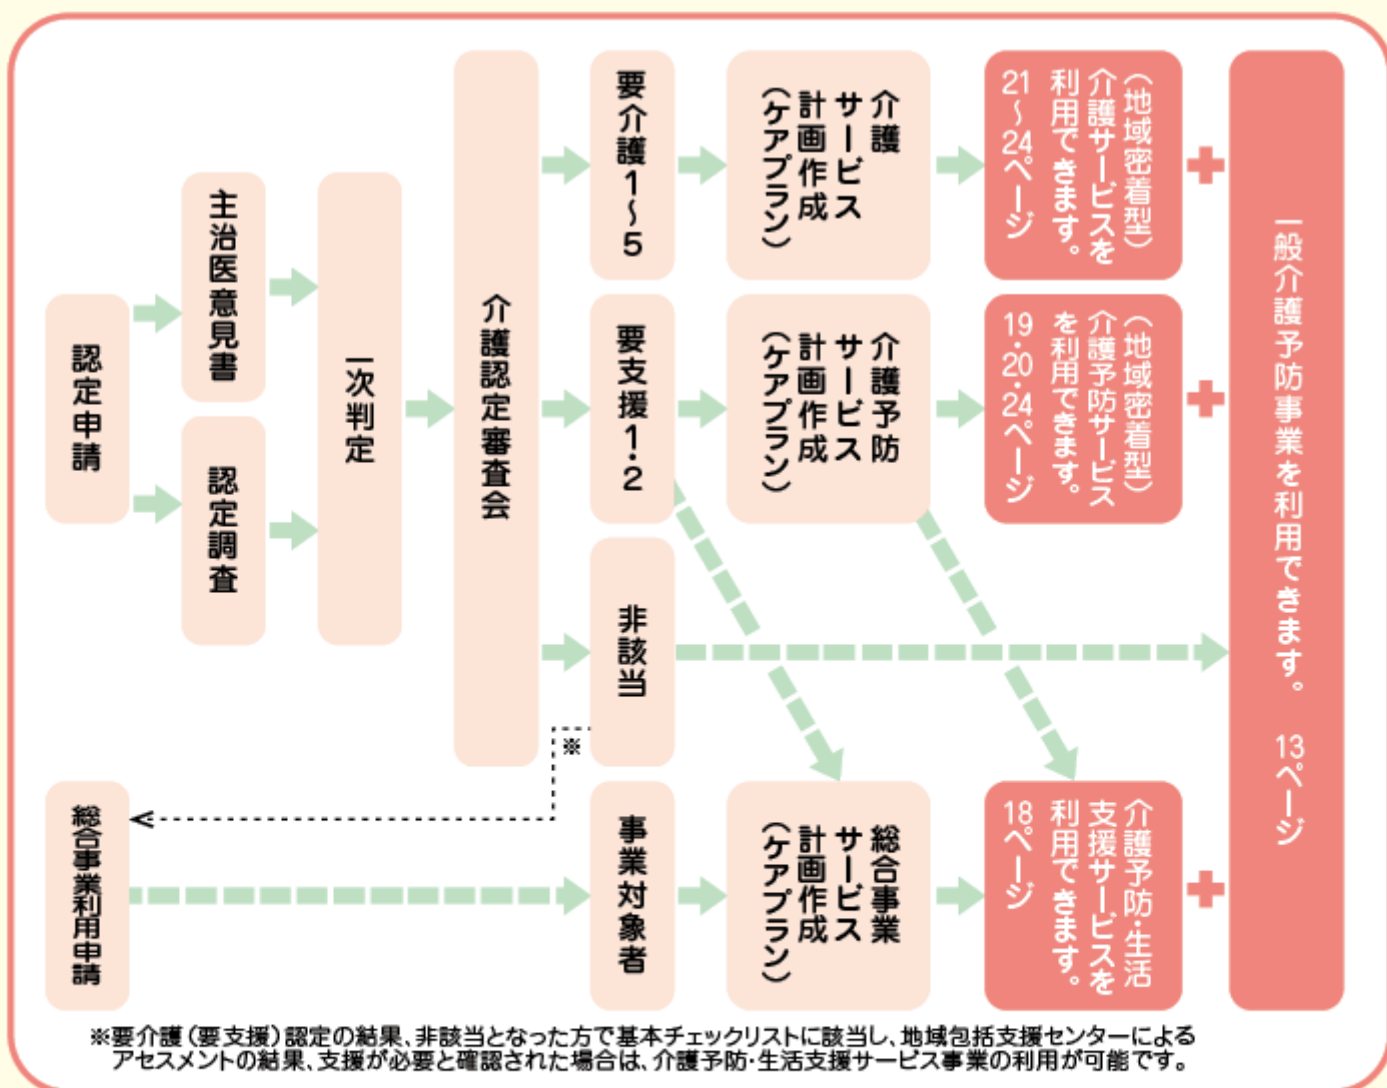 認定申請
主治医意見書
認定調査
一次判定
介護認定審査会
要介護1〜5
介護
サービス
計画作成
（ケアプラン）
（地域密着型）
介護サービスを
利用できます。
21〜24ページ
要支援1・2
介護予防
サービス
計画作成
（ケアプラン）
（地域密着型）
介護予防サービス
を利用できます。
19・20・24ページ
非該当
※
総合事業利用申請
事業対象者
総合事業
サービス
計画作成
（ケアプラン）
介護予防・生活
支援サービスを
利用できます。
18ページ
一般介護予防事業を利用できます。 13ページ
※要介護（要支援）認定の結果、非該当となった方で基本チェックリストに該当し、地域包括支援センターによる
アセスメントの結果、支援が必要と確認された場合は、介護予防・生活支援サービス事業の利用が可能です。